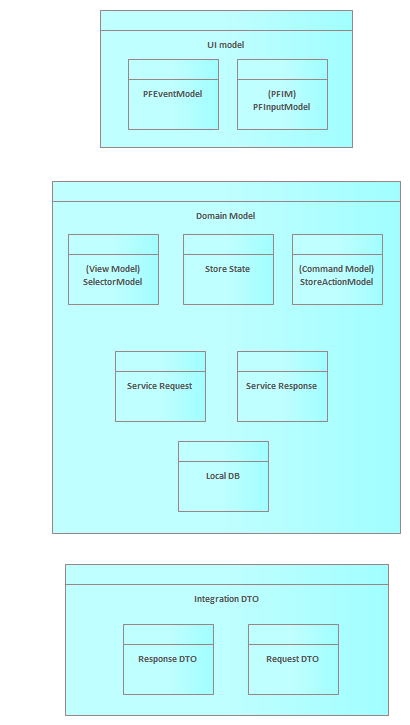 UI model
PFEventModel
(PFIM)
PFInputModel
Domain Model
(View Model)
SelectorModel
Store State
(Command Model)
StoreActionModel
Service Request
Service Response
Local DB
Integration DTO
Response DTO
Request DTO